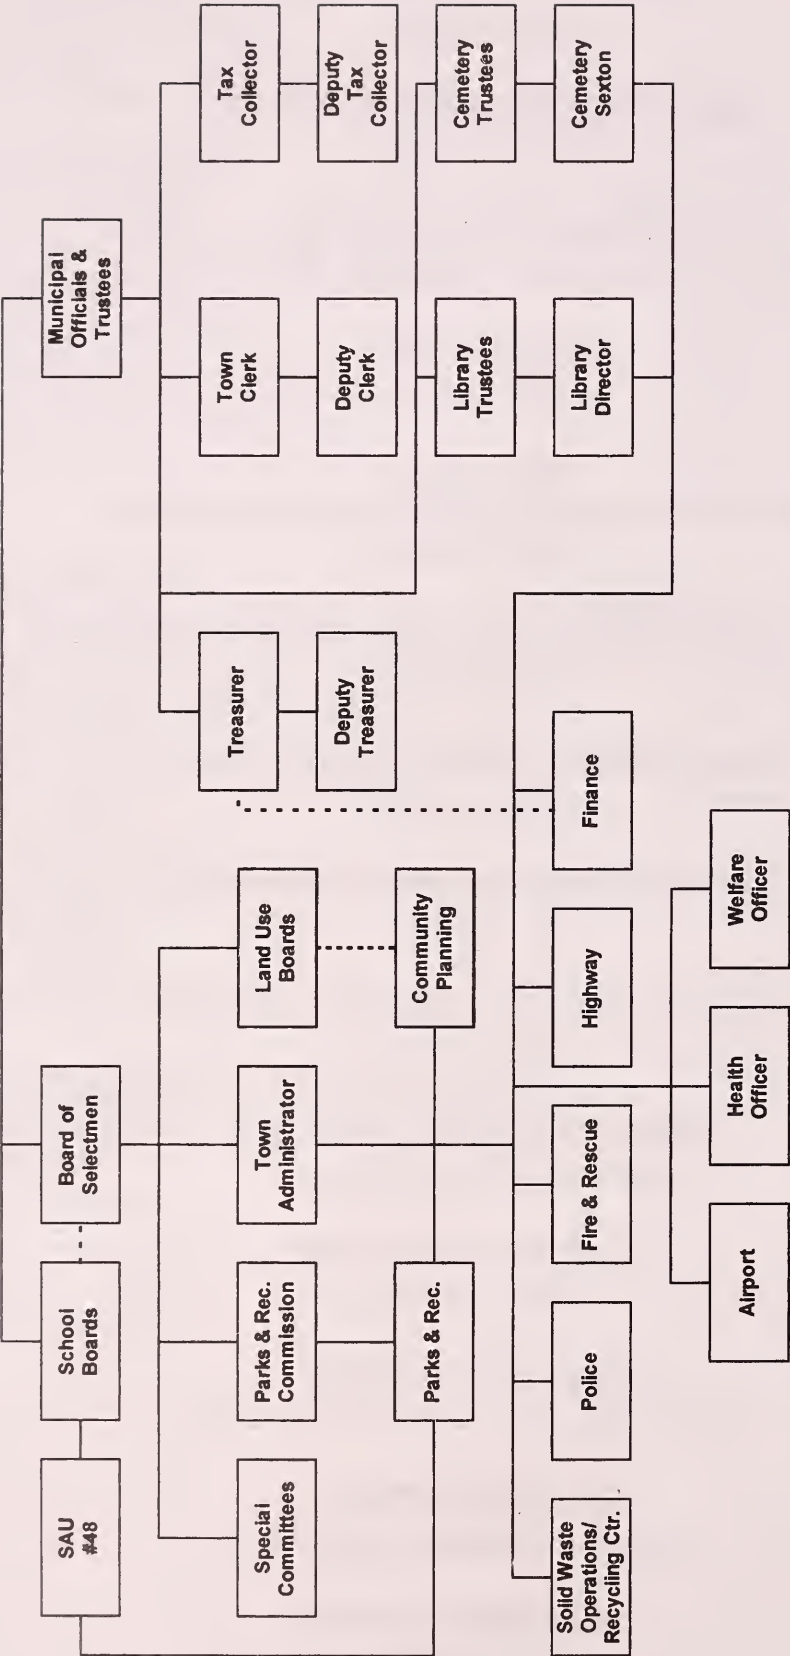 SAU
#48
School
Boards
Board of
Selectmen
Municipal
Officials &
Trustees
Special
Committees
Parks & Rec.
Commission
Town
Administrator
Land Use
Boards
Treasurer
Town
Clerk
Tax
Collector
Deputy
Treasurer
Deputy
Clerk
Deputy
Tax
Collector
Parks & Rec.
Community
Planning
Library
Trustees
Cemetery
Trustees
Solid Waste
Operations/
Recycling Ctr.
Police
Fire & Rescue
Highway
Finance
Library
Director
Cemetery
Sexton
Airport
Health
Officer
Welfare
Officer